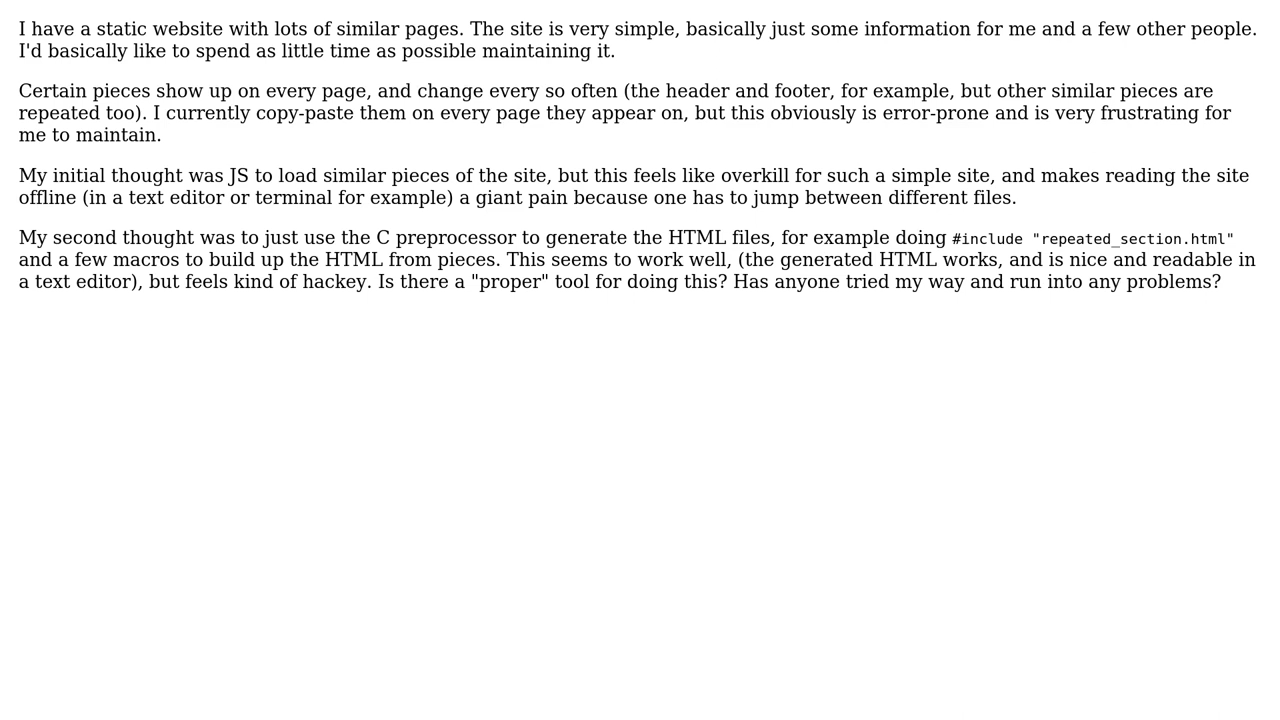 I have a static website with lots of similar pages. The site is very simple, basically just some information for me and a few other people.
I'd basically like to spend as little time as possible maintaining it.
Certain pieces show up on every page, and change every so often (the header and footer, for example, but other similar pieces are
repeated too). I currently copy-paste them on every page they appear on, but this obviously is error-prone and is very frustrating for
me to maintain.
My initial thought was JS to load similar pieces of the site, but this feels like overkill for such a simple site, and makes reading the site
offline (in a text editor or terminal for example) a giant pain because one has to jump between different files.
My second thought was to just use the C preprocessor to generate the HTML files, for example doing #include "repeated_section.html"
and a few macros to build up the HTML from pieces. This seems to work well, (the generated HTML works, and is nice and readable in
a text editor), but feels kind of hackey. Is there a "proper" tool for doing this? Has anyone tried my way and run into any problems?